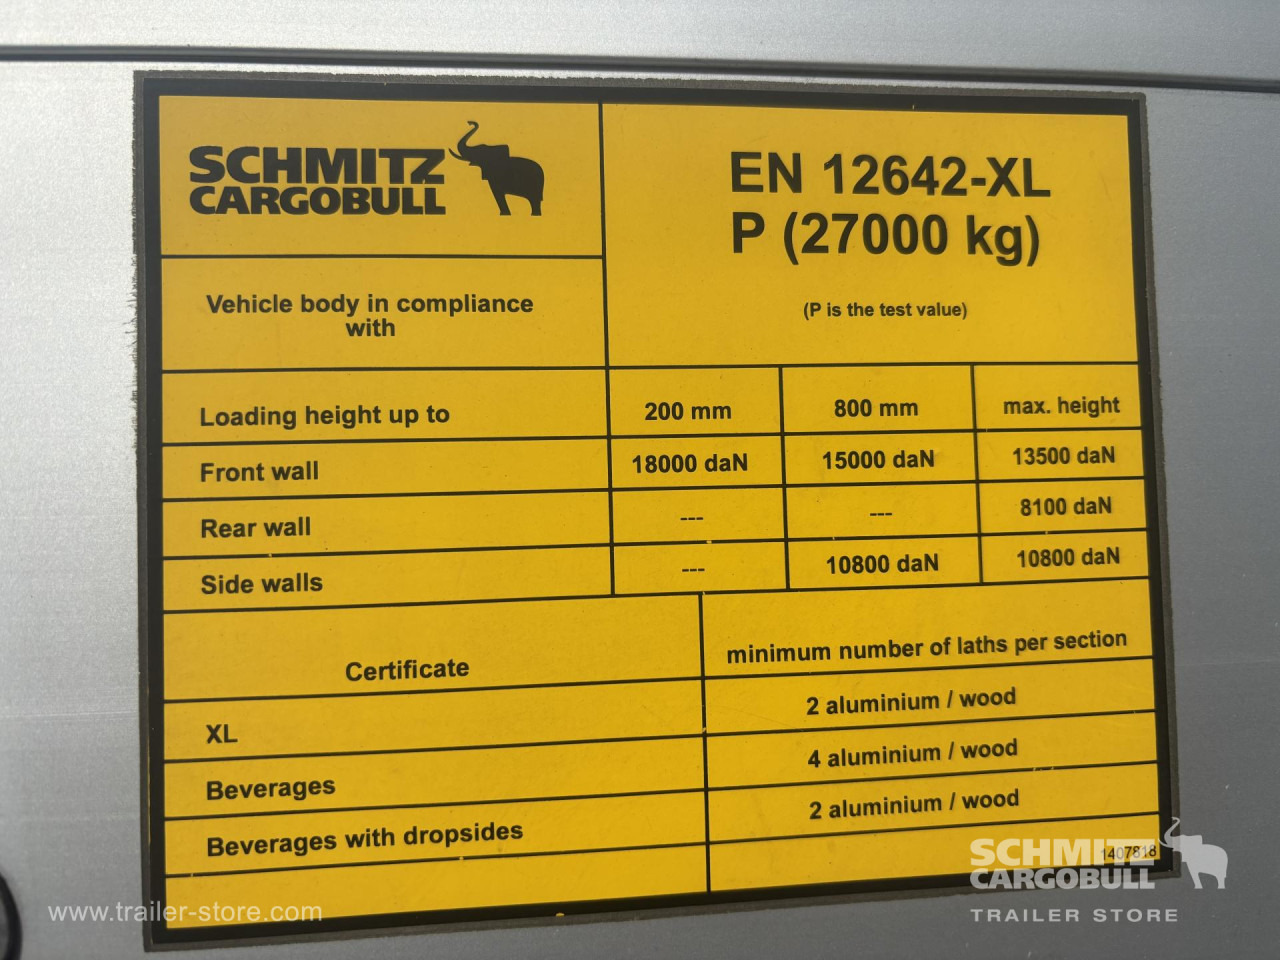 SCHMITZ
CARGOBULL
EN 12642-XL
P (27000 kg)
(P is the test value)
Vehicle body in compliance
with
Loading height up to 200 mm 800 mm max. height
Front wall 18000 daN 15000 daN 13500 daN
Rear wall --- --- 8100 daN
Side walls --- 10800 daN 10800 daN
Certificate minimum number of laths per section
XL 2 aluminium / wood
Beverages 4 aluminium / wood
Beverages with dropsides 2 aluminium / wood
1407818
SCHMITZ
CARGOBULL
TRAILER STORE
www.trailer-store.com